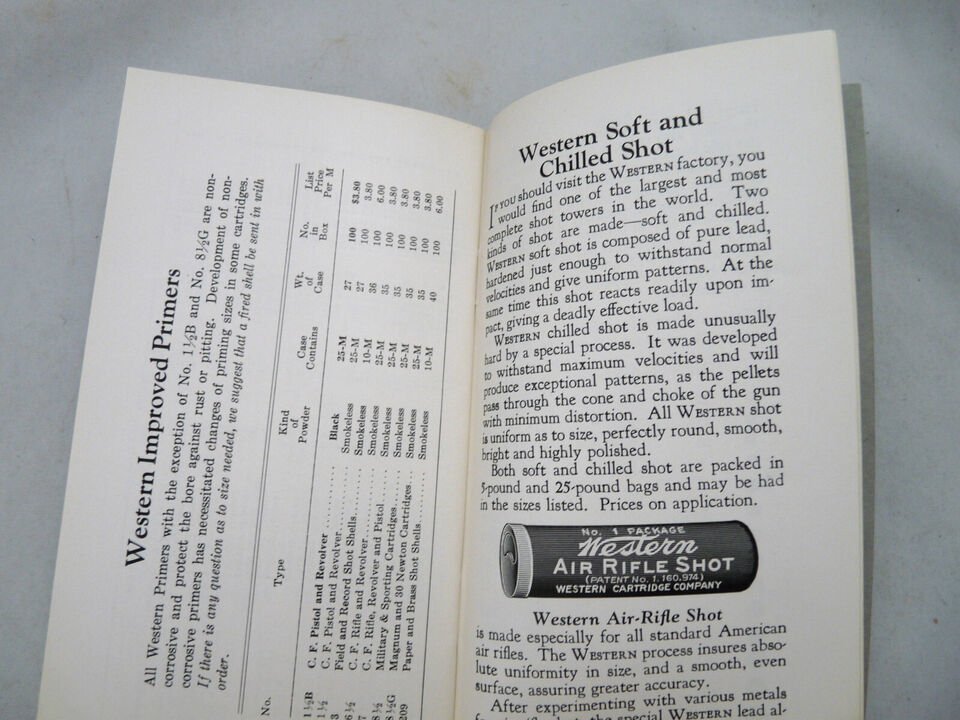 Western Improved Primers
All Western Primers with the exception of No. 1½B and No. 8½G are non-
corrosive and protect the bore against rust or pitting. Development of non-
corrosive primers has necessitated changes of priming sizes in some cartridges.
If there is any question as to size needed, we suggest that a fired shell be sent in with
order.
No. Type Kind of Powder Case Contains Wt. of Case No. in Box List Price Per M
1½B C. F. Pistol and Revolver Black 25-M 27 100 $3.80
1½ C. F. Pistol and Revolver Smokeless 25-M 27 100 3.80
3 Field and Record Shot Shells Smokeless 10-M 36 100 6.00
6½ C. F. Rifle and Revolver Smokeless 25-M 35 100 3.80
7 C. F. Rifle, Revolver and Pistol Smokeless 25-M 35 100 3.80
8½ Military & Sporting Cartridges Smokeless 25-M 35 100 3.80
8½G Magnum and 30 Newton Cartridges Smokeless 25-M 35 100 3.80
209 Paper and Brass Shot Shells Smokeless 10-M 40 100 6.00
Western Soft and
Chilled Shot
IF you should visit the WESTERN factory, you
would find one of the largest and most
complete shot towers in the world. Two
kinds of shot are made—soft and chilled.
WESTERN soft shot is composed of pure lead,
hardened just enough to withstand normal
velocities and give uniform patterns. At the
same time this shot reacts readily upon im-
pact, giving a deadly effective load.
WESTERN chilled shot is made unusually
hard by a special process. It was developed
to withstand maximum velocities and will
produce exceptional patterns, as the pellets
pass through the cone and choke of the gun
with minimum distortion. All WESTERN shot
is uniform as to size, perfectly round, smooth,
bright and highly polished.
Both soft and chilled shot are packed in
5-pound and 25-pound bags and may be had
in the sizes listed. Prices on application.
No. 1 PACKAGE
Western
AIR RIFLE SHOT
(PATENT No. 1,160,974)
WESTERN CARTRIDGE COMPANY
Western Air-Rifle Shot
is made especially for all standard American
air rifles. The WESTERN process insures abso-
lute uniformity in size, and a smooth, even
surface, assuring greater accuracy.
After experimenting with various metals
for air rifle shot, the special WESTERN lead al-